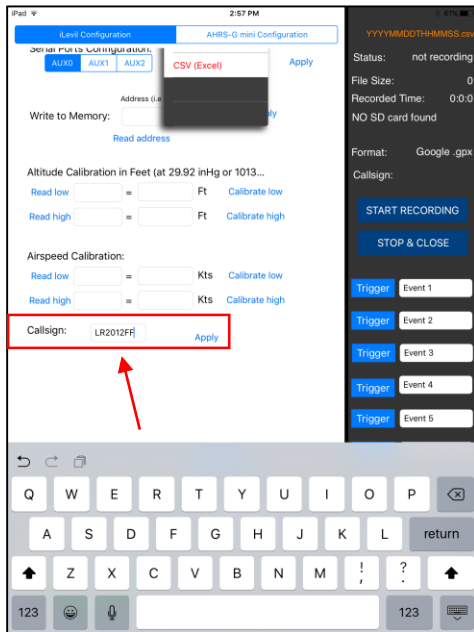 iPad
2:57 PM
61%
iLevil Configuration
AHRS-G mini Configuration
Serial Ports Configuration:
AUX0 AUX1 AUX2
CSV (Excel)
Apply
Address (i.e
Write to Memory:
Read address
Altitude Calibration in Feet (at 29.92 inHg or 1013...
Read low = Ft Calibrate low
Read high = Ft Calibrate high
Airspeed Calibration:
Read low = Kts Calibrate low
Read high = Kts Calibrate high
Callsign: LR2012FF Apply
YYYYMMDDTHHMMSS.csv
Status: not recording
File Size: 0
Recorded Time: 0:0:0
NO SD card found
Format: Google .gpx
Callsign:
START RECORDING
STOP & CLOSE
Trigger Event 1
Trigger Event 2
Trigger Event 3
Trigger Event 4
Trigger Event 5
Q W E R T Y U I O P
A S D F G H J K L return
Z X C V B N M ! , ? .
123 123